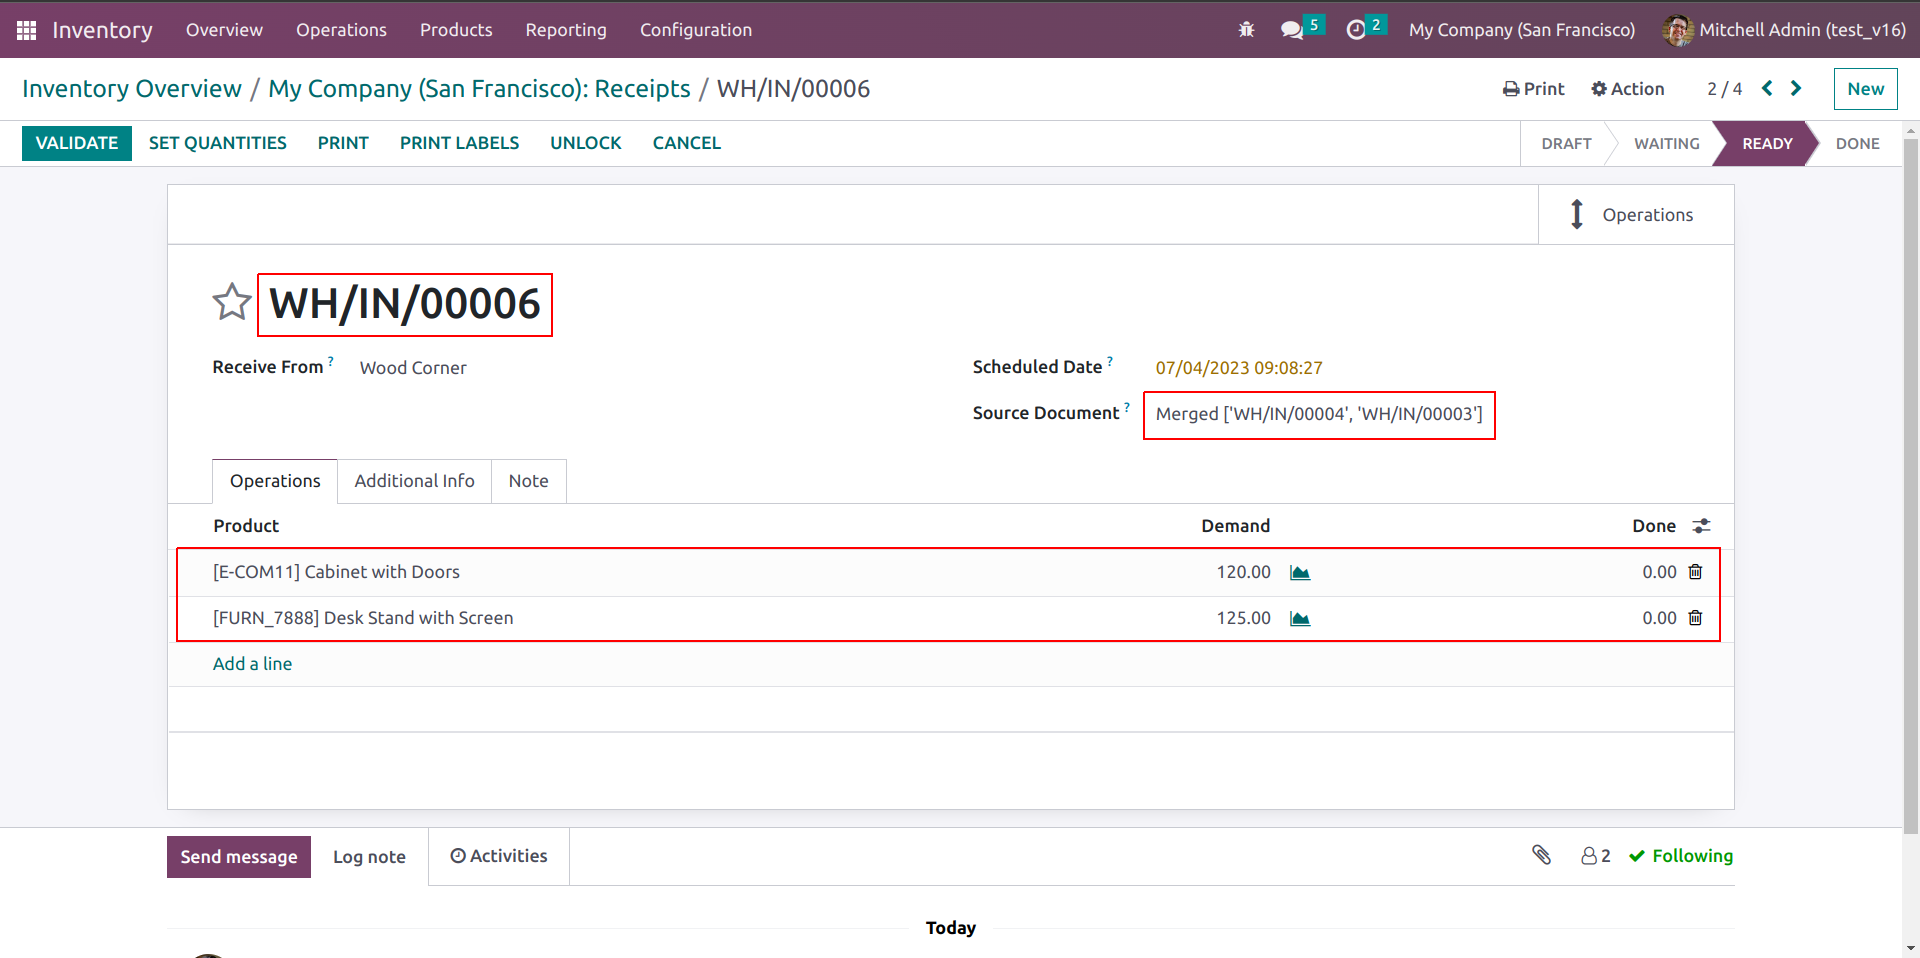 Inventory Overview Operations Products Reporting Configuration 5 2 My Company (San Francisco) Mitchell Admin (test_v16)
Inventory Overview / My Company (San Francisco): Receipts / WH/IN/00006 Print Action 2 / 4 New
VALIDATE SET QUANTITIES PRINT PRINT LABELS UNLOCK CANCEL DRAFT WAITING READY DONE
Operations
WH/IN/00006
Receive From ? Wood Corner Scheduled Date ? 07/04/2023 09:08:27
Source Document ? Merged ['WH/IN/00004', 'WH/IN/00003']
Operations Additional Info Note
Product Demand Done
[E-COM11] Cabinet with Doors 120.00 0.00
[FURN_7888] Desk Stand with Screen 125.00 0.00
Add a line
Send message Log note Activities 2 Following
Today